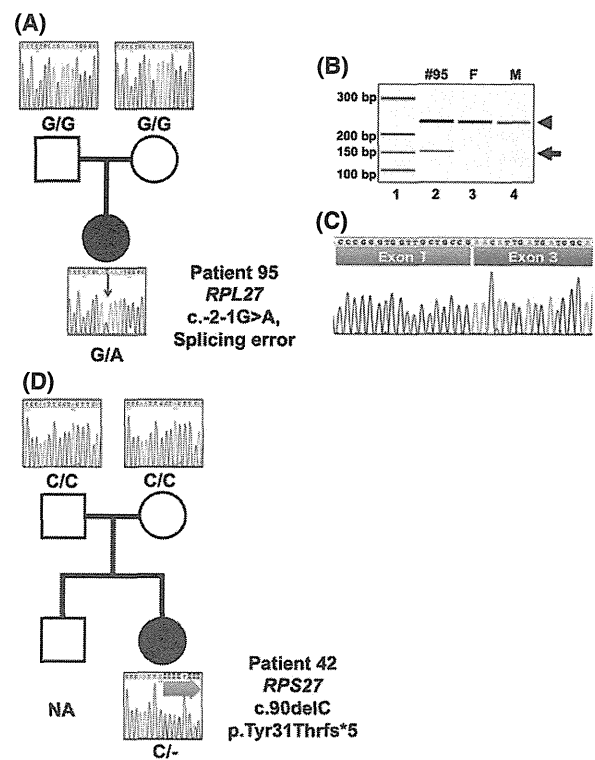 (A)
G/G G/G
Patient 95
RPL27
c.-2-1G>A,
Splicing error
G/A
(B)
#95 F M
300 bp
200 bp
150 bp
100 bp
1 2 3 4
(C)
C C C G G G T G G T T G C T G C C G A A C A T T G A T G A T G G C A
Exon 1 Exon 3
(D)
C/C C/C
NA
Patient 42
RPS27
c.90delC
p.Tyr31Thrfs*5
C/-